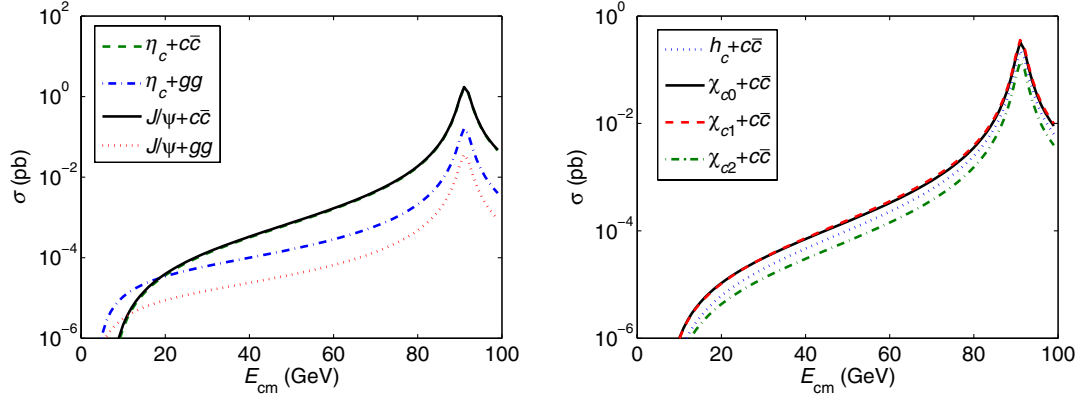 η_c+cc̄
η_c+gg
J/ψ+cc̄
J/ψ+gg
10^2
10^0
10^−2
10^−4
10^−6
σ (pb)
0 20 40 60 80 100
E_cm (GeV)
h_c+cc̄
χ_c0+cc̄
χ_c1+cc̄
χ_c2+cc̄
10^0
10^−2
10^−4
10^−6
σ (pb)
0 20 40 60 80 100
E_cm (GeV)